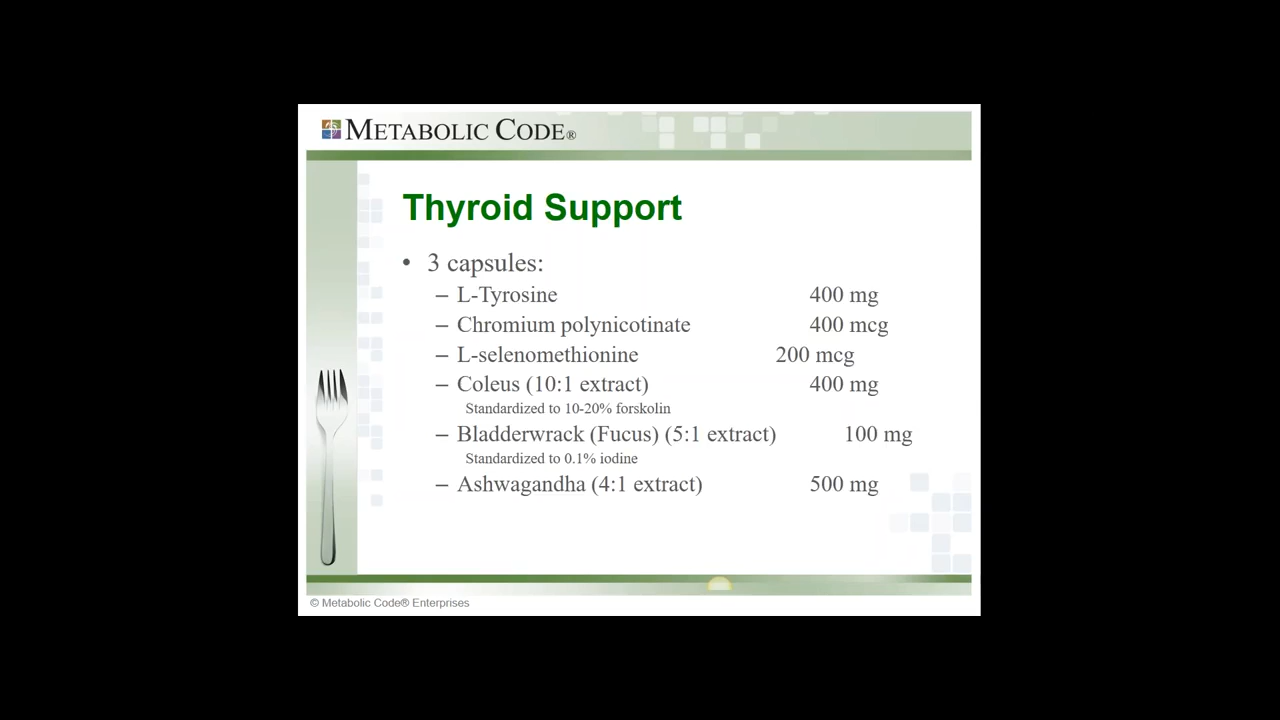 METABOLIC CODE®
Thyroid Support
• 3 capsules:
– L-Tyrosine 400 mg
– Chromium polynicotinate 400 mcg
– L-selenomethionine 200 mcg
– Coleus (10:1 extract) 400 mg
Standardized to 10-20% forskolin
– Bladderwrack (Fucus) (5:1 extract) 100 mg
Standardized to 0.1% iodine
– Ashwagandha (4:1 extract) 500 mg
© Metabolic Code® Enterprises